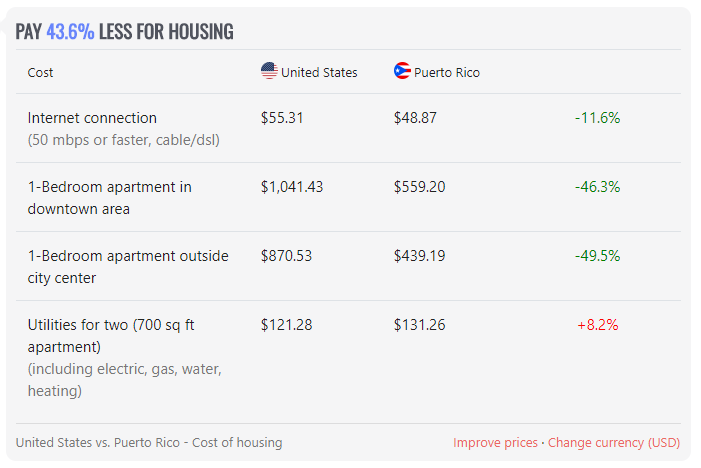 PAY 43.6% LESS FOR HOUSING
Cost United States Puerto Rico
Internet connection $55.31 $48.87 -11.6%
(50 mbps or faster, cable/dsl)
1-Bedroom apartment in $1,041.43 $559.20 -46.3%
downtown area
1-Bedroom apartment outside $870.53 $439.19 -49.5%
city center
Utilities for two (700 sq ft $121.28 $131.26 +8.2%
apartment)
(including electric, gas, water,
heating)
United States vs. Puerto Rico - Cost of housing Improve prices · Change currency (USD)